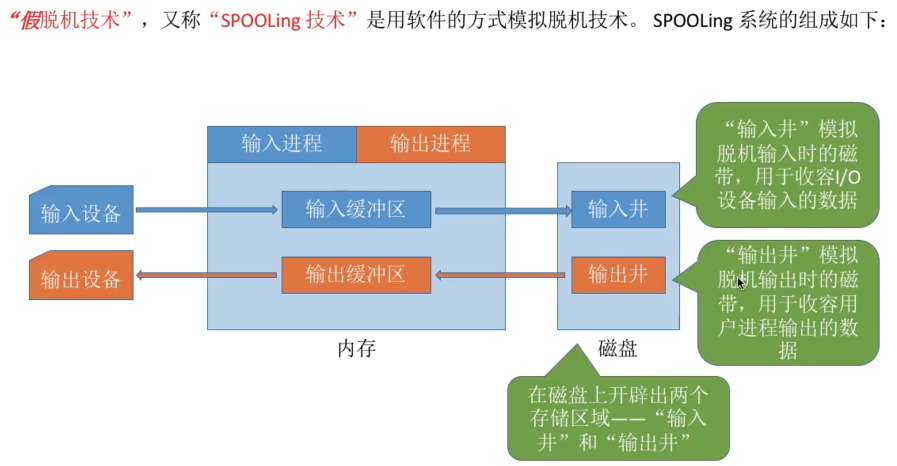 “假脱机技术”，又称“SPOOLing 技术”是用软件的方式模拟脱机技术。 SPOOLing 系统的组成如下：
输入进程
输出进程
输入设备
输入缓冲区
输入井
输出设备
输出缓冲区
输出井
内存
磁盘
“输入井”模拟
脱机输入时的磁
带，用于收容I/O
设备输入的数据
“输出井”模拟
脱机输出时的磁
带，用于收容用
户进程输出的数
据
在磁盘上开辟出两个
存储区域——“输入
井”和“输出井”